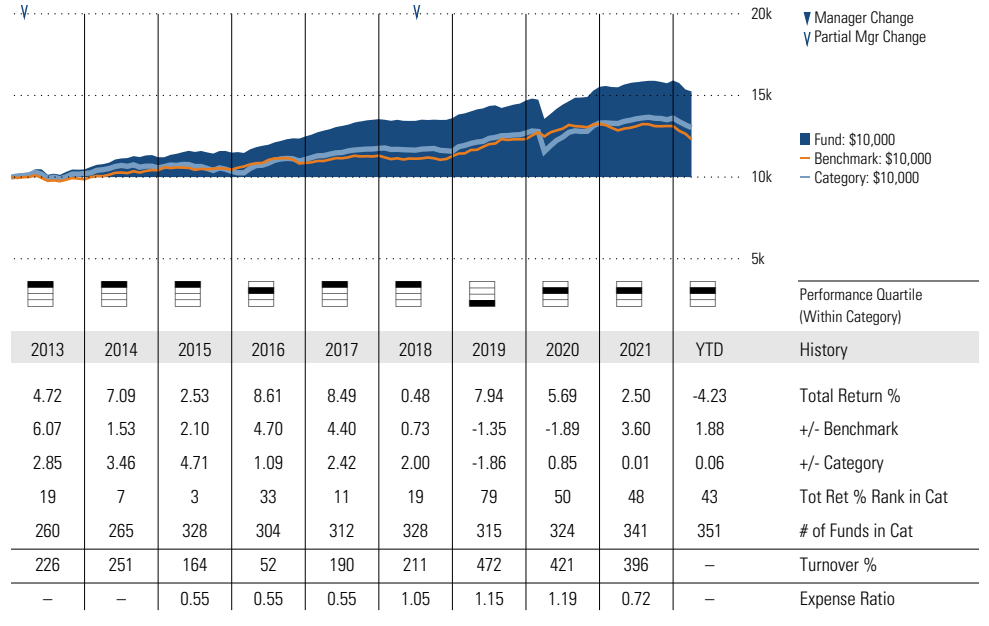 20k
Manager Change
Partial Mgr Change
15k
Fund: $10,000
Benchmark: $10,000
Category: $10,000
10k
5k
Performance Quartile
(Within Category)
2013 2014 2015 2016 2017 2018 2019 2020 2021 YTD History
4.72 7.09 2.53 8.61 8.49 0.48 7.94 5.69 2.50 -4.23 Total Return %
6.07 1.53 2.10 4.70 4.40 0.73 -1.35 -1.89 3.60 1.88 +/- Benchmark
2.85 3.46 4.71 1.09 2.42 2.00 -1.86 0.85 0.01 0.06 +/- Category
19 7 3 33 11 19 79 50 48 43 Tot Ret % Rank in Cat
260 265 328 304 312 328 315 324 341 351 # of Funds in Cat
226 251 164 52 190 211 472 421 396 – Turnover %
– – 0.55 0.55 0.55 1.05 1.15 1.19 0.72 – Expense Ratio